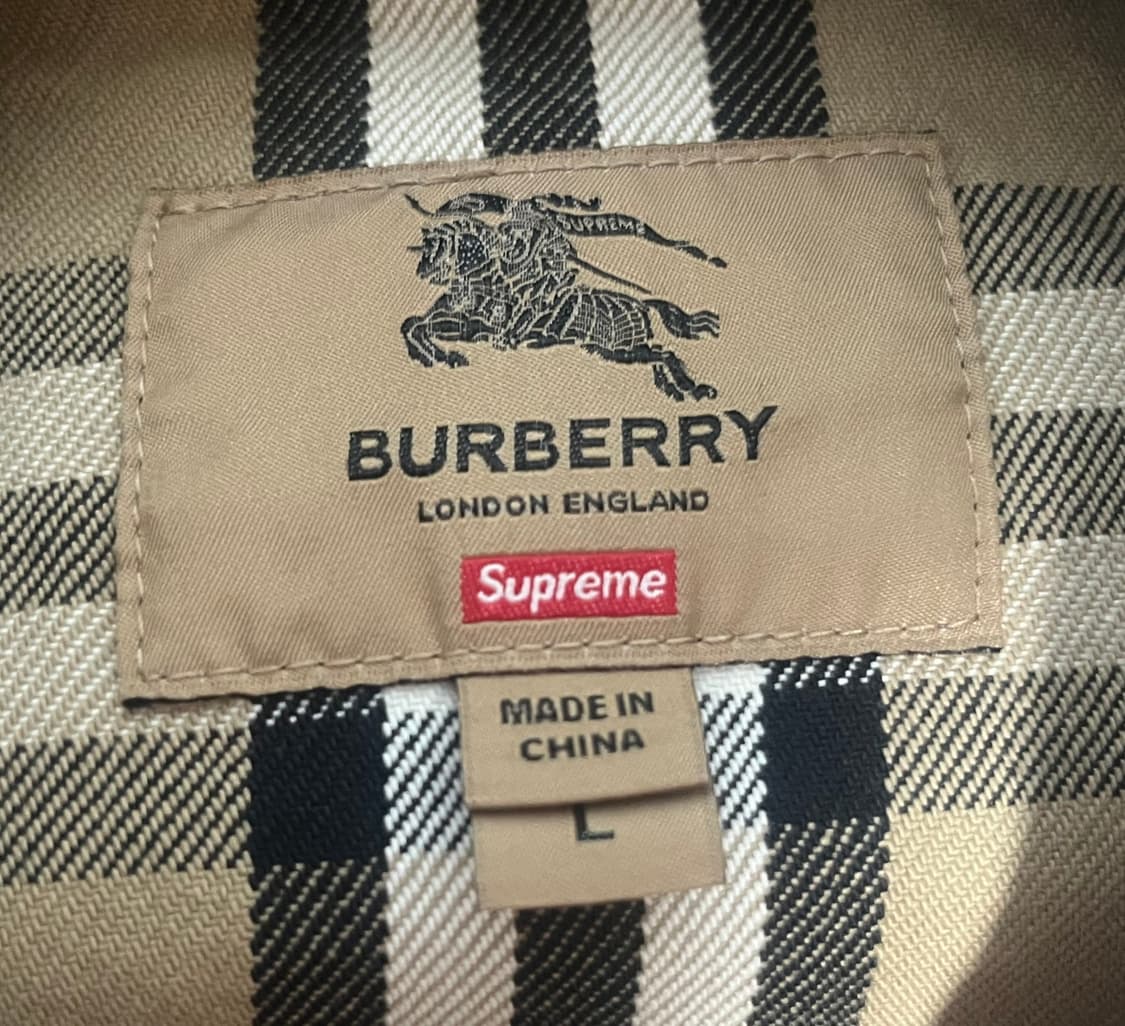 SUPREME
BURBERRY
LONDON ENGLAND
Supreme
MADE IN
CHINA
L